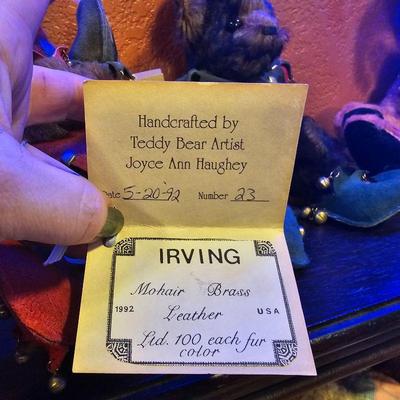 Handcrafted by
Teddy Bear Artist
Joyce Ann Haughey
Date 5-20-92 Number 23
IRVING
Mohair Brass
1992 Leather USA
Ltd. 100 each fur
color